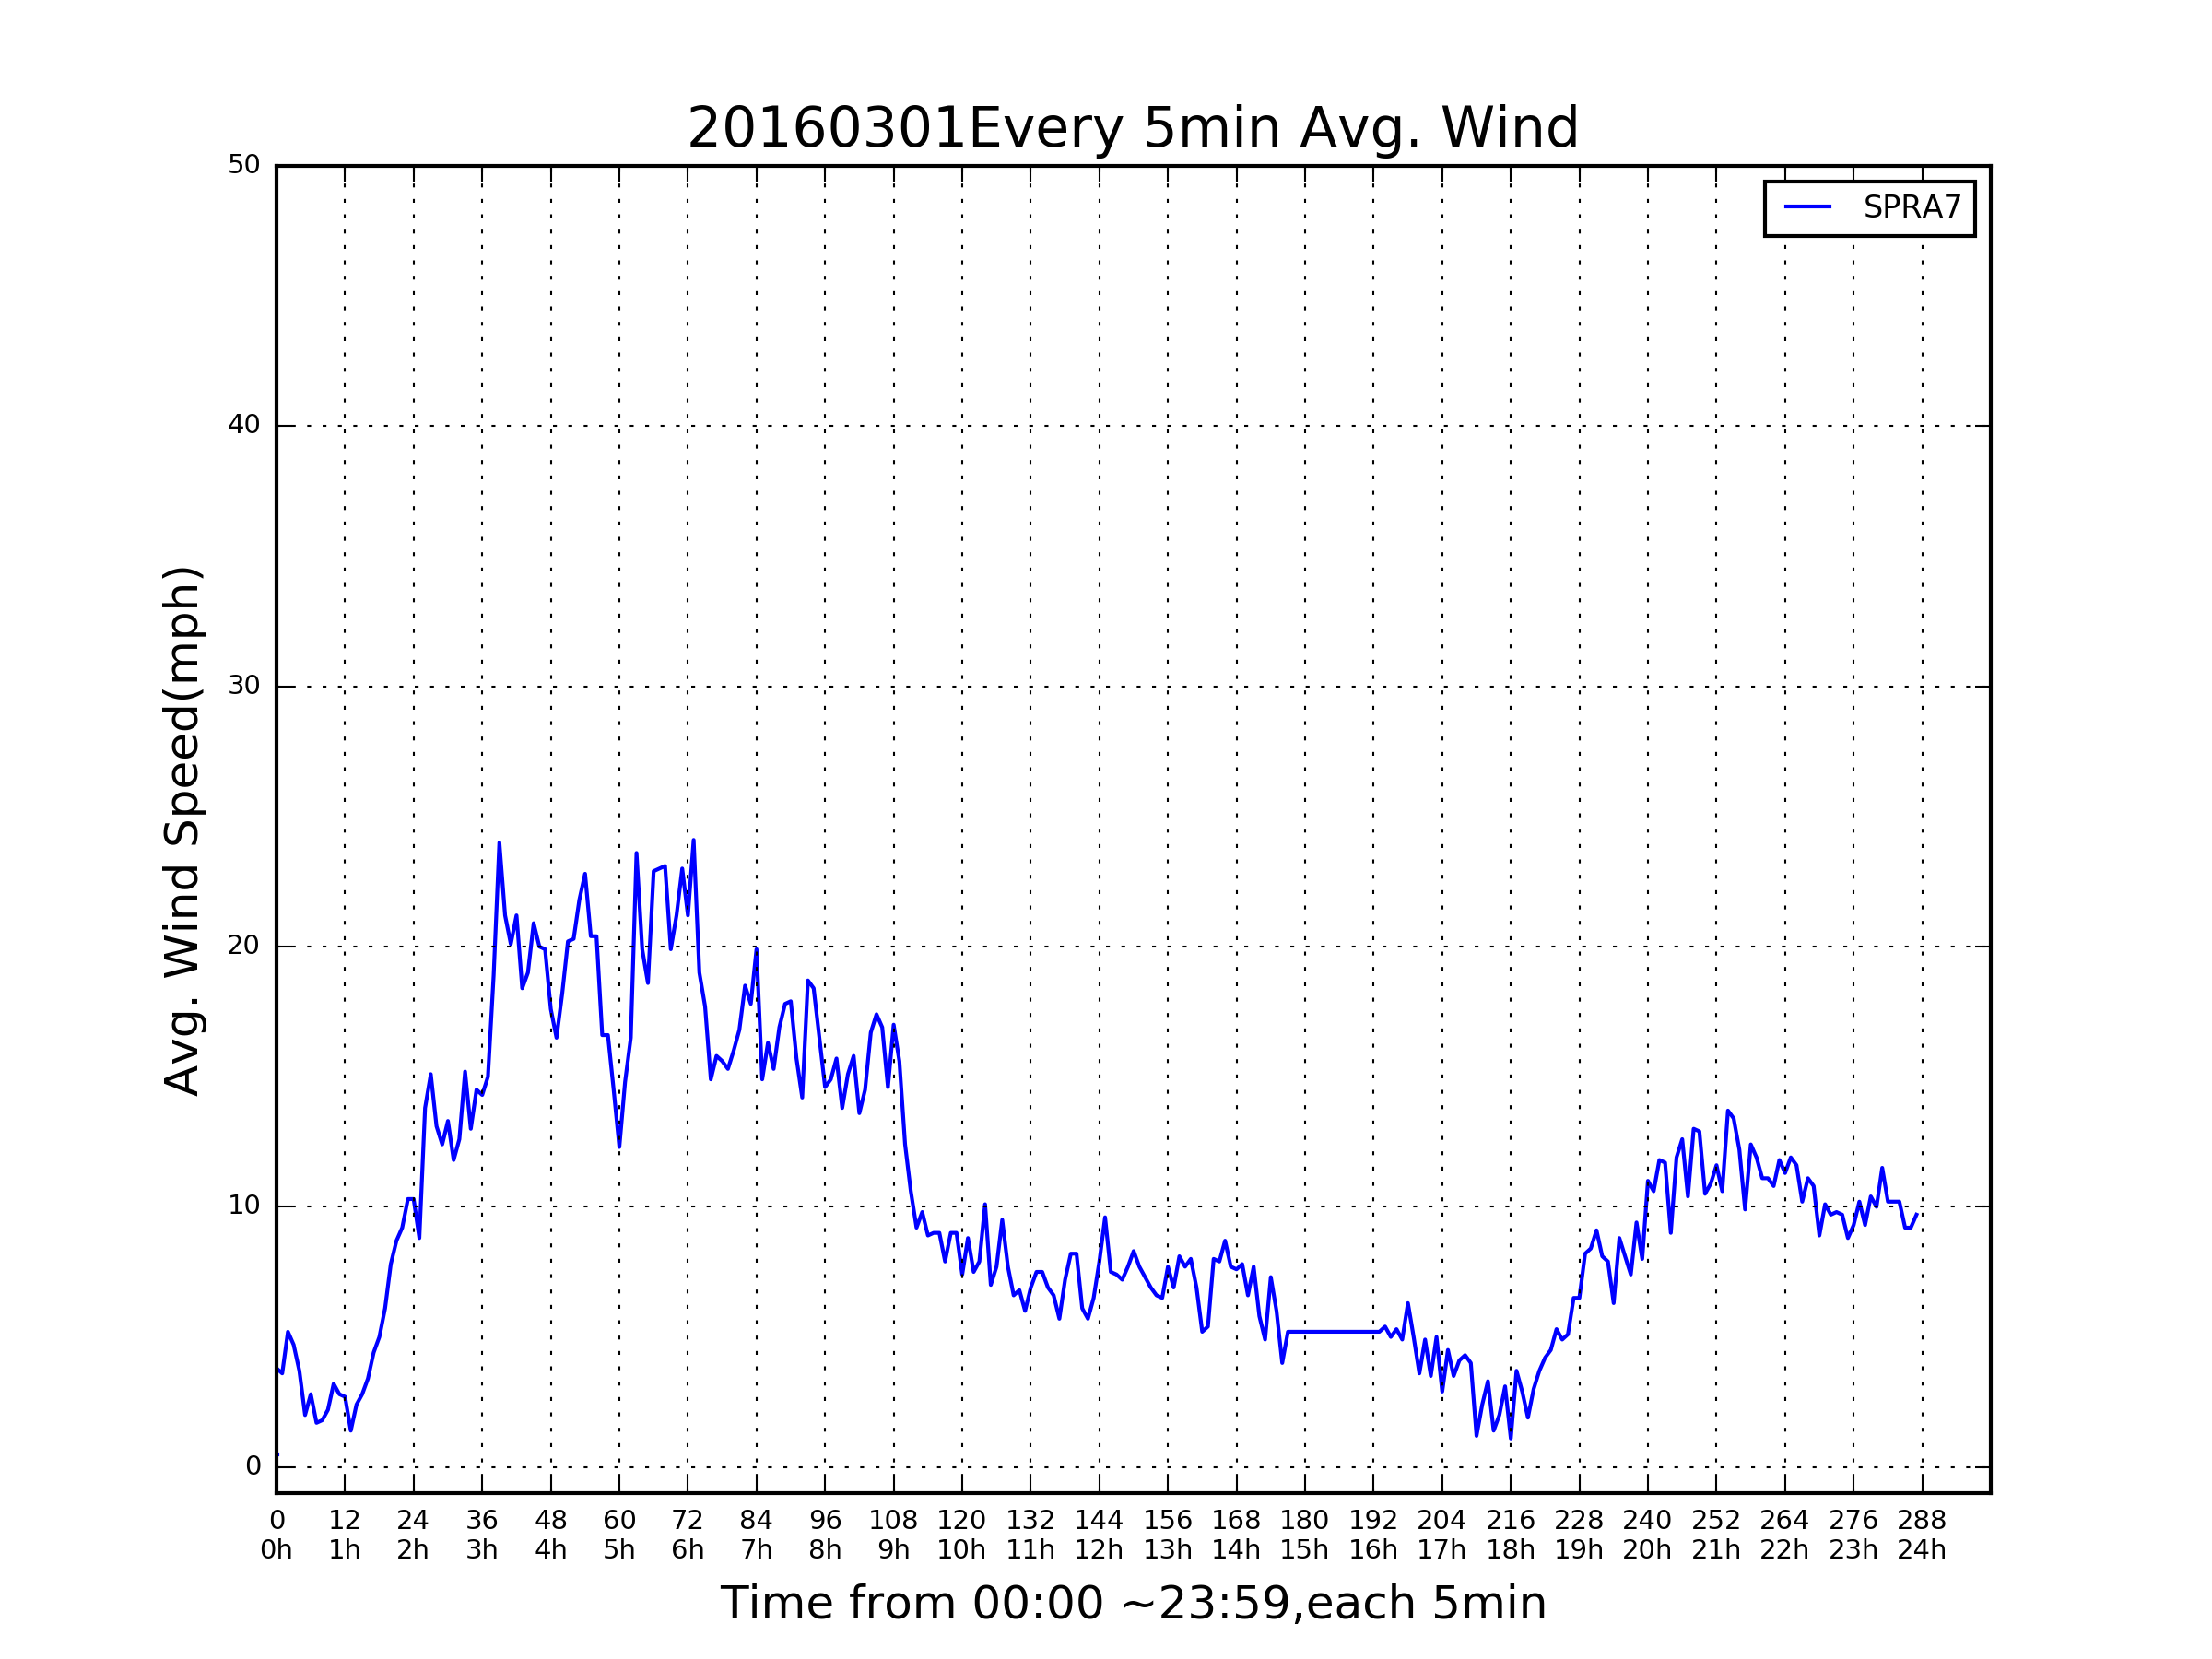 20160301Every 5min Avg. Wind
SPRA7
50
40
30
20
10
0
Avg. Wind Speed(mph)
0 12 24 36 48 60 72 84 96 108 120 132 144 156 168 180 192 204 216 228 240 252 264 276 288
0h 1h 2h 3h 4h 5h 6h 7h 8h 9h 10h 11h 12h 13h 14h 15h 16h 17h 18h 19h 20h 21h 22h 23h 24h
Time from 00:00 ~23:59,each 5min